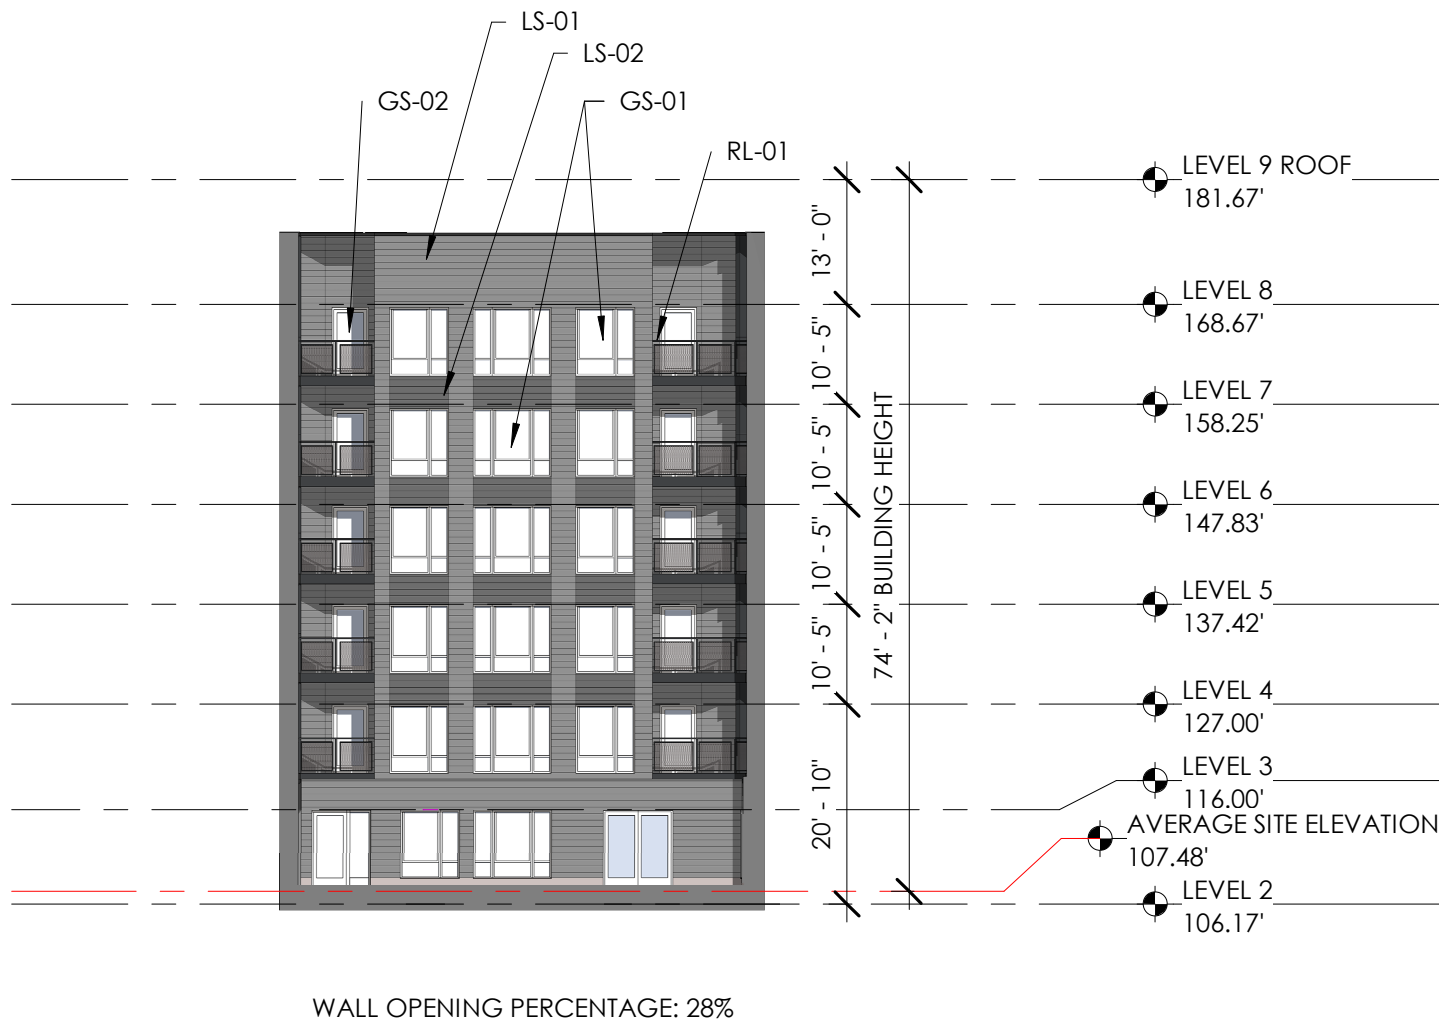 LS-01
LS-02
GS-02
GS-01
RL-01
LEVEL 9 ROOF
181.67'
13' - 0"
LEVEL 8
168.67'
10' - 5"
LEVEL 7
158.25'
10' - 5"
74' - 2" BUILDING HEIGHT
LEVEL 6
147.83'
10' - 5"
LEVEL 5
137.42'
10' - 5"
LEVEL 4
127.00'
LEVEL 3
116.00'
20' - 10"
AVERAGE SITE ELEVATION
107.48'
LEVEL 2
106.17'
WALL OPENING PERCENTAGE: 28%